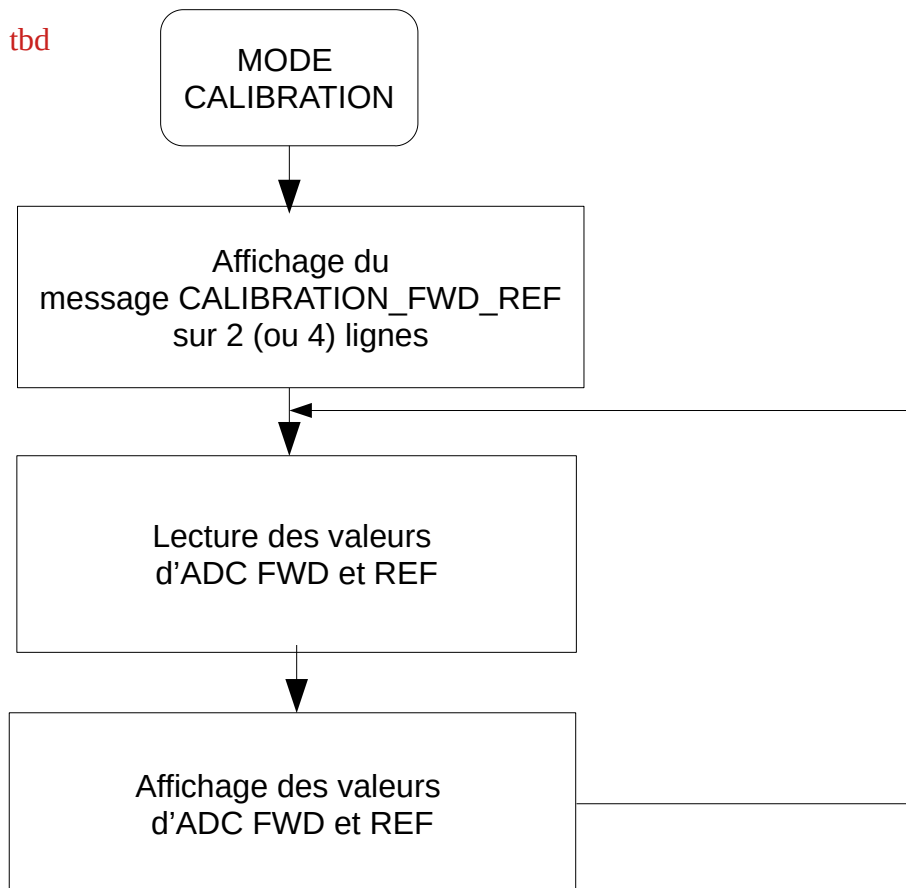 tbd
MODE
CALIBRATION
Affichage du
message CALIBRATION_FWD_REF
sur 2 (ou 4) lignes
Lecture des valeurs
d’ADC FWD et REF
Affichage des valeurs
d’ADC FWD et REF